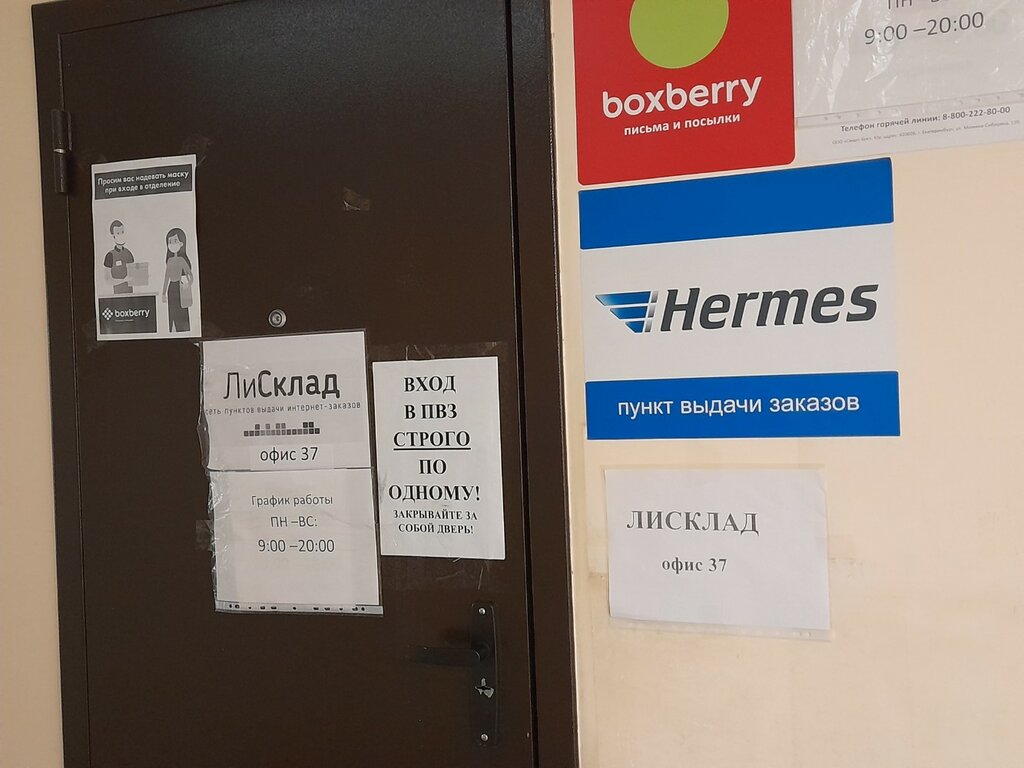 Просим вас надевать маску
при входе в отделение
boxberry
ЛиСклад
сеть пунктов выдачи интернет-заказов
офис 37
График работы
ПН –ВС:
9:00 –20:00
ВХОД
В ПВЗ
СТРОГО
ПО
ОДНОМУ!
ЗАКРЫВАЙТЕ ЗА
СОБОЙ ДВЕРЬ!
boxberry
письма и посылки
9:00 –20:00
Телефон горячей линии: 8-800-222-80-00
Hermes
пункт выдачи заказов
ЛИСКЛАД
офис 37